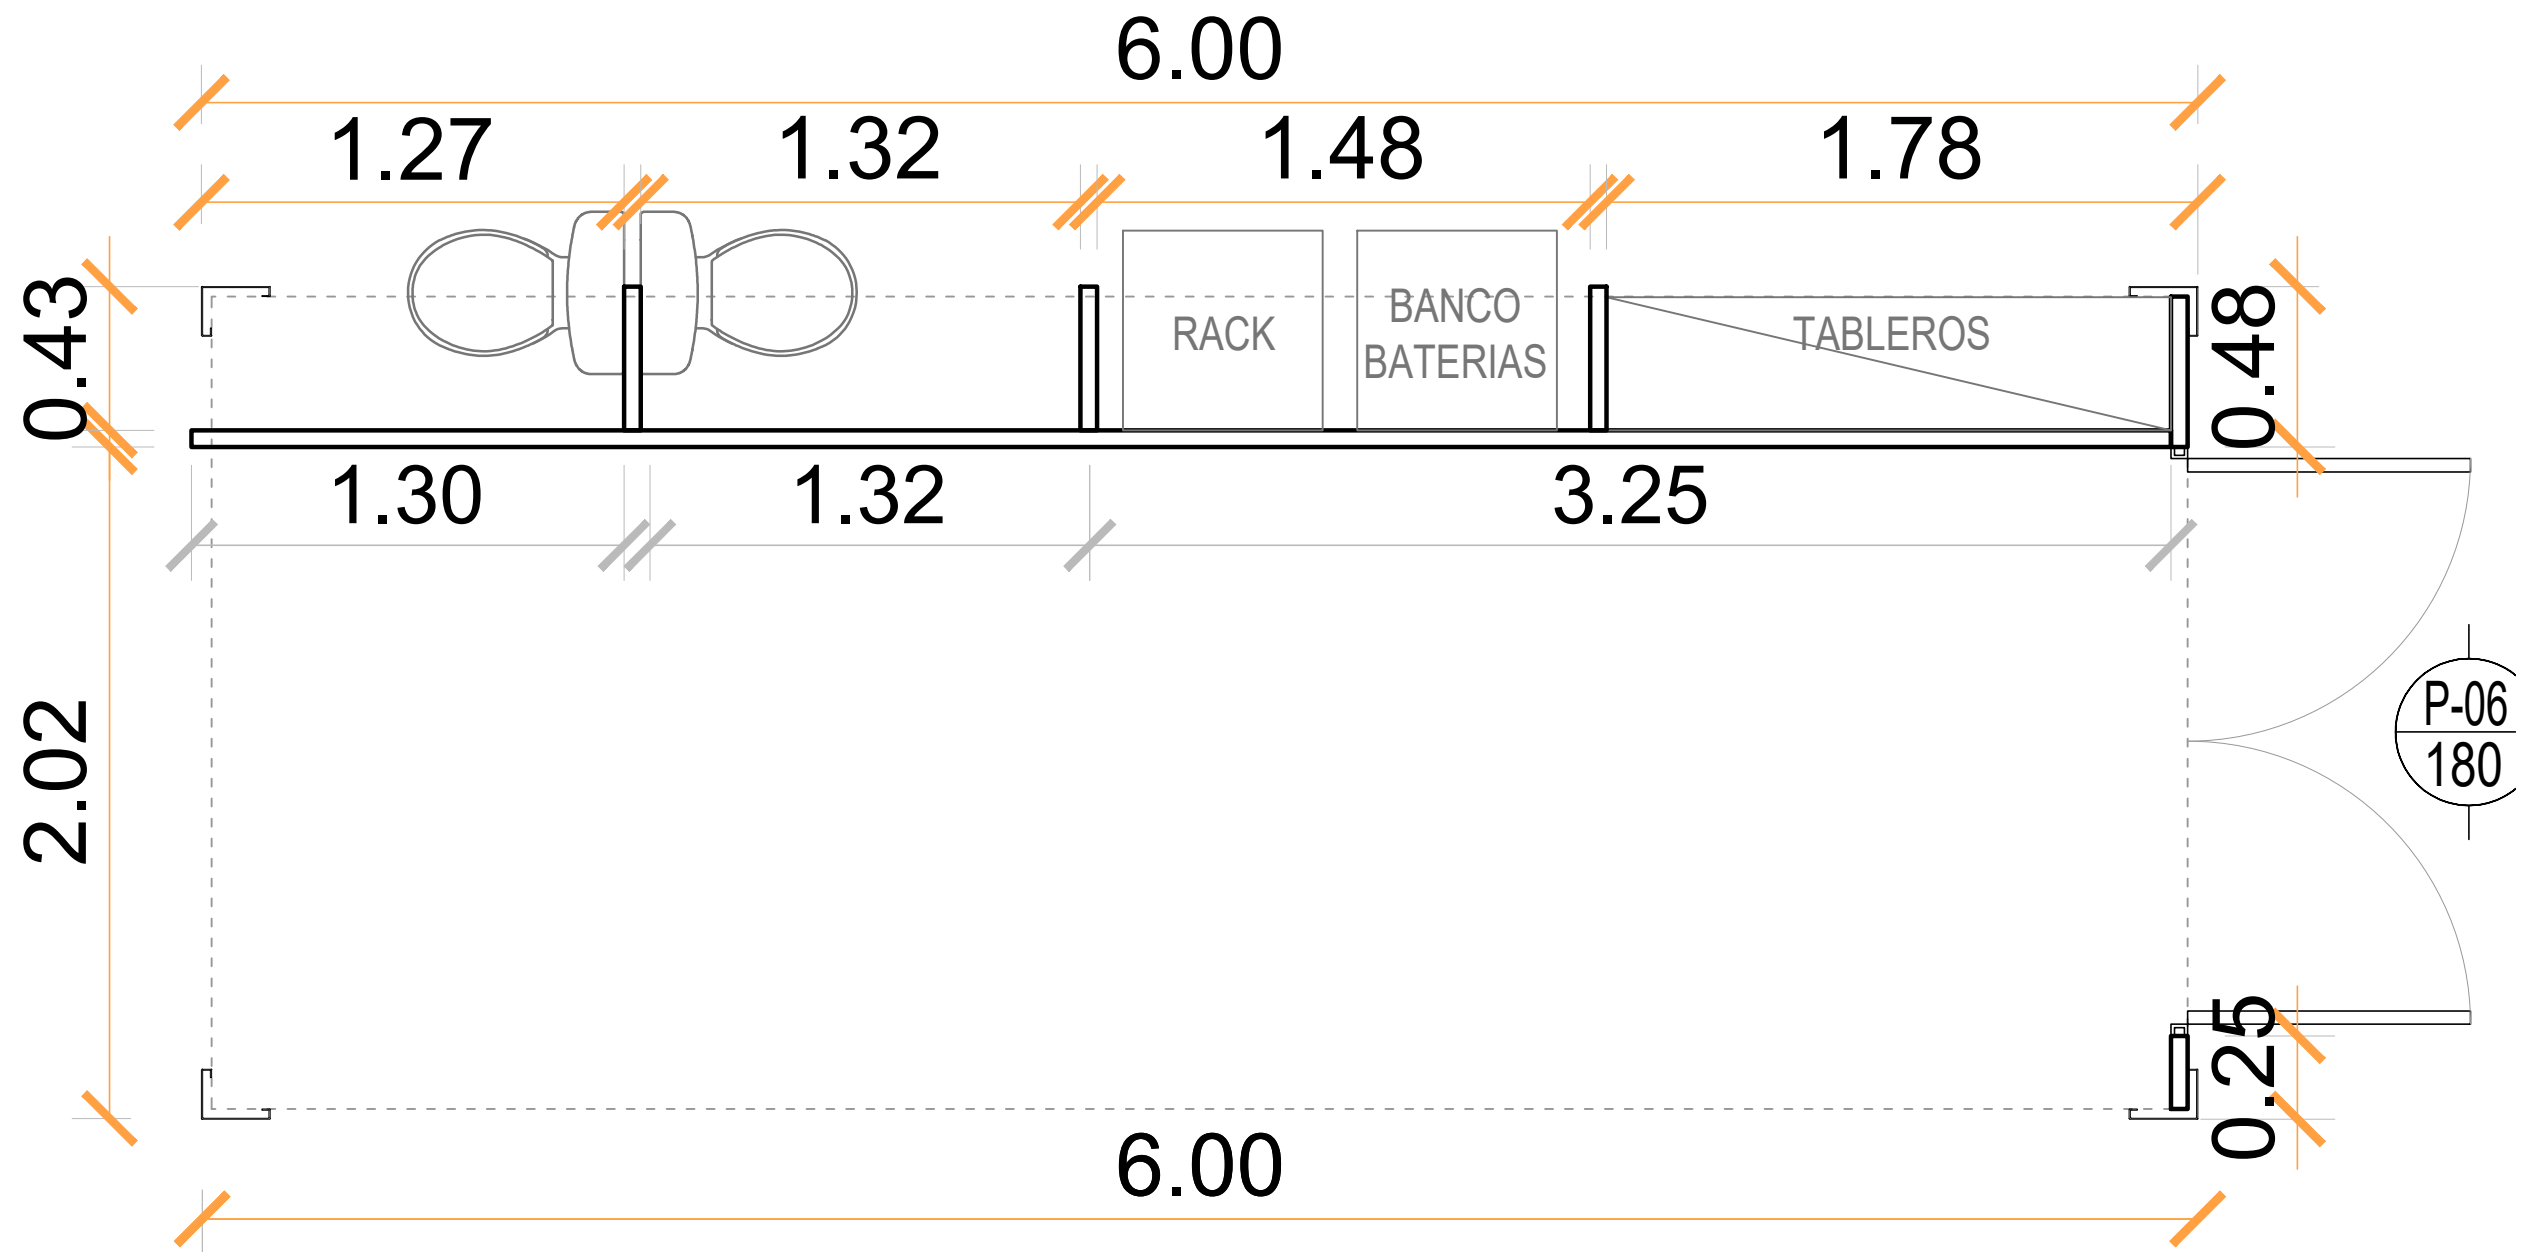 6.00
1.27 1.32 1.48 1.78
0.43
RACK
BANCO
BATERIAS
TABLEROS
0.48
1.30 1.32 3.25
2.02
P-06
180
0.25
6.00